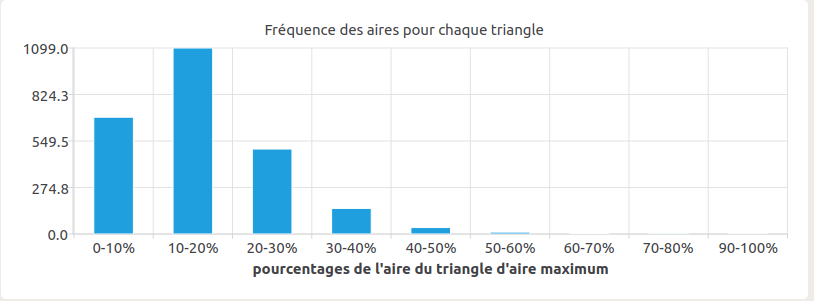 Fréquence des aires pour chaque triangle
1099.0
824.3
549.5
274.8
0.0
0-10% 10-20% 20-30% 30-40% 40-50% 50-60% 60-70% 70-80% 90-100%
pourcentages de l'aire du triangle d'aire maximum